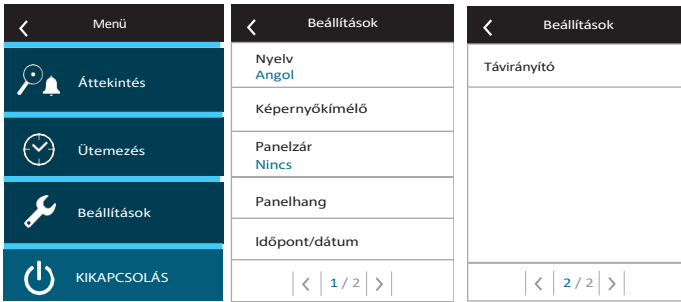 Menü
Áttekintés
Ütemezés
Beállítások
KIKAPCSOLÁS
Beállítások
Nyelv
Angol
Képernyőkímélő
Panelzár
Nincs
Panelhang
Időpont/dátum
1 / 2
Beállítások
Távirányító
2 / 2